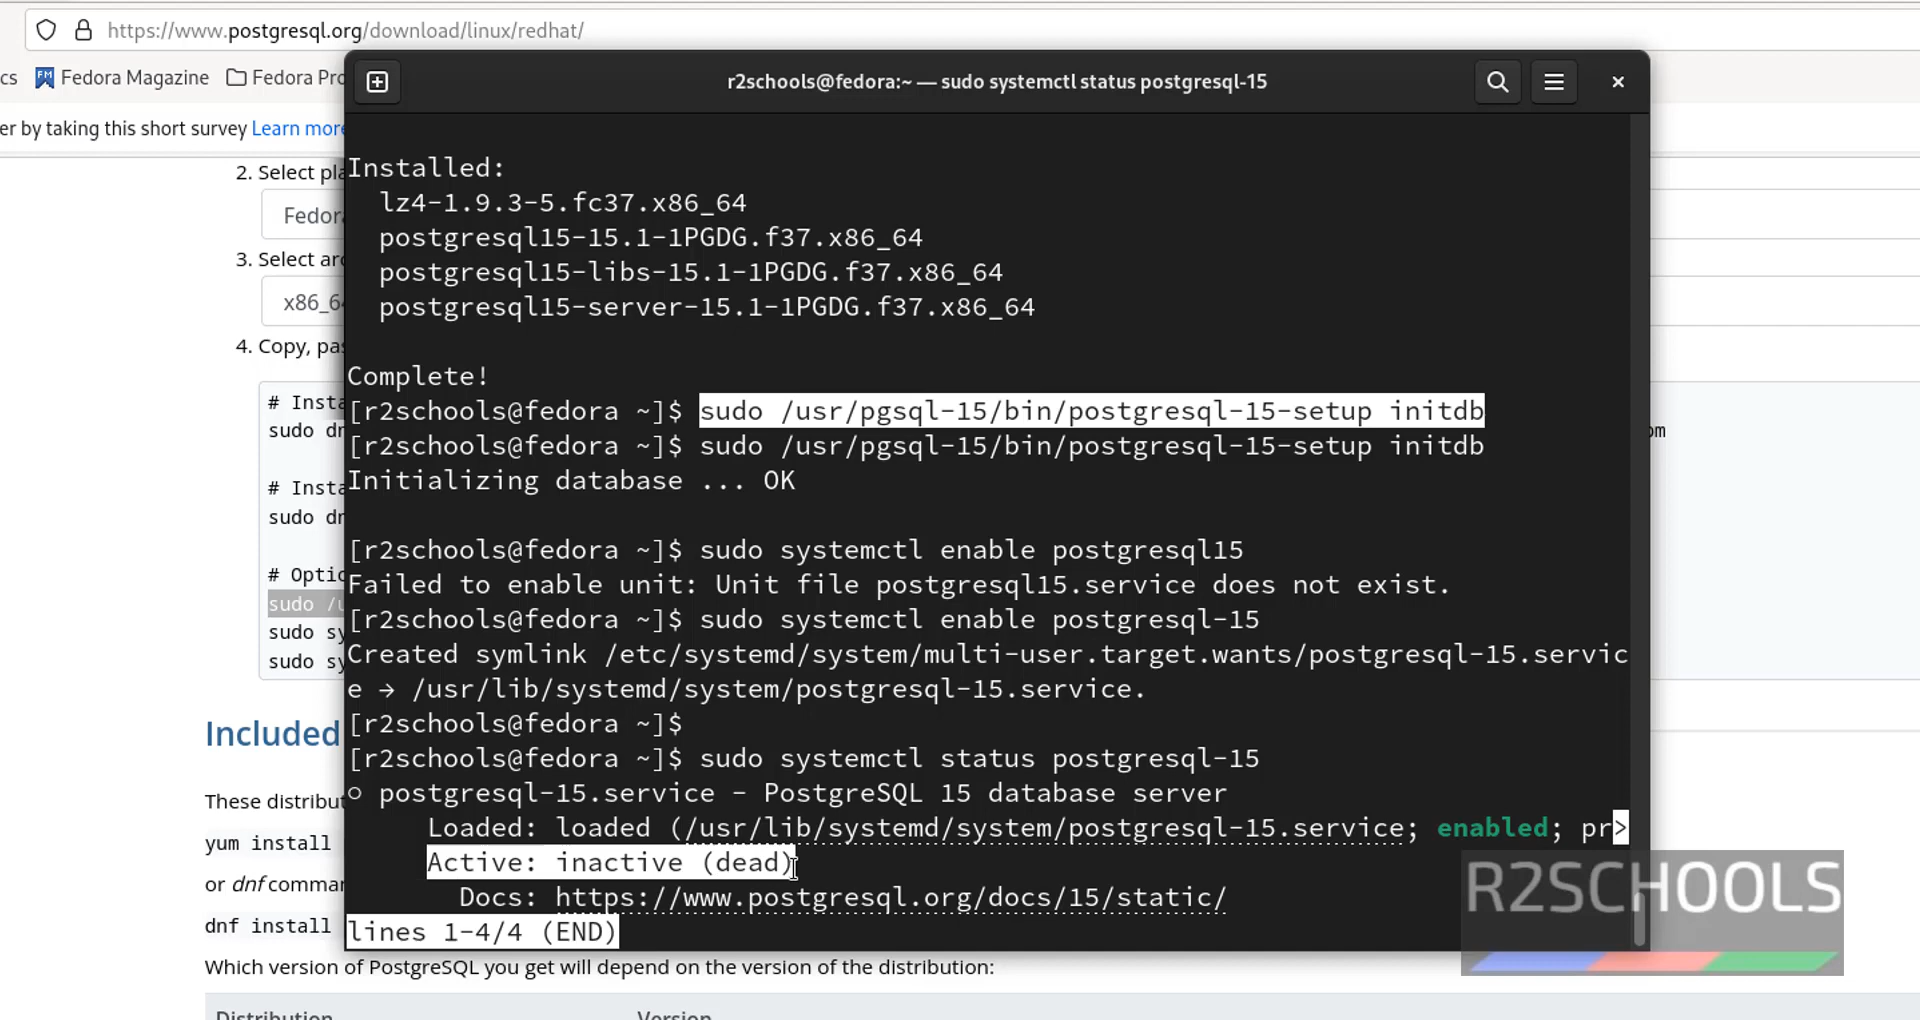 https://www.postgresql.org/download/linux/redhat/
cs Fedora Magazine Fedora Pro
er by taking this short survey Learn more
2. Select pla
Fedora
3. Select arc
x86_64
4. Copy, pas
# Insta
sudo dn
# Insta
sudo dn
# Optio
sudo /u
sudo sy
sudo sy
om
Included
These distribut
yum install
or dnf comman
dnf install
Which version of PostgreSQL you get will depend on the version of the distribution:
Distribution Version
r2schools@fedora:~ — sudo systemctl status postgresql-15
Installed:
lz4-1.9.3-5.fc37.x86_64
postgresql15-15.1-1PGDG.f37.x86_64
postgresql15-libs-15.1-1PGDG.f37.x86_64
postgresql15-server-15.1-1PGDG.f37.x86_64
Complete!
[r2schools@fedora ~]$ sudo /usr/pgsql-15/bin/postgresql-15-setup initdb
[r2schools@fedora ~]$ sudo /usr/pgsql-15/bin/postgresql-15-setup initdb
Initializing database ... OK
[r2schools@fedora ~]$ sudo systemctl enable postgresql15
Failed to enable unit: Unit file postgresql15.service does not exist.
[r2schools@fedora ~]$ sudo systemctl enable postgresql-15
Created symlink /etc/systemd/system/multi-user.target.wants/postgresql-15.servic
e → /usr/lib/systemd/system/postgresql-15.service.
[r2schools@fedora ~]$
[r2schools@fedora ~]$ sudo systemctl status postgresql-15
○ postgresql-15.service - PostgreSQL 15 database server
Loaded: loaded (/usr/lib/systemd/system/postgresql-15.service; enabled; pr>
Active: inactive (dead)
Docs: https://www.postgresql.org/docs/15/static/
lines 1-4/4 (END)
R2SCHOOLS